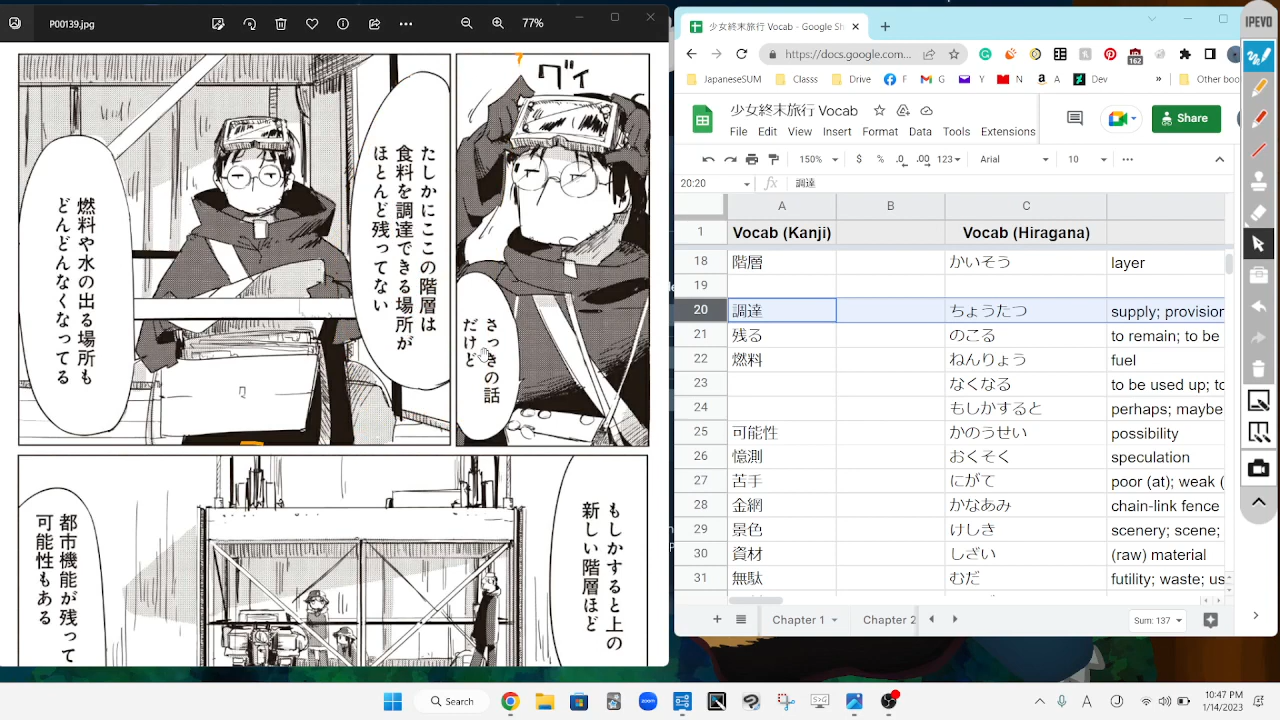 P00139.jpg
77%
グイ
さっきの話
だけど
たしかにここの階層は
食料を調達できる場所が
ほとんど残ってない
燃料や水の出る場所も
どんどんなくなってる
もしかすると上の
新しい階層ほど
都市機能が残って
可能性もある
少女終末旅行 Vocab - Google Sh
https://docs.google.com...
162
JapaneseSUM
Classs
Drive
F
G
Y
N
A
Dev
Other boo
少女終末旅行 Vocab
File Edit View Insert Format Data Tools Extensions
Share
150% $ % .0 .00 123 Arial 10
20:20
fx 調達
A B C
1 Vocab (Kanji) Vocab (Hiragana)
18 階層 かいそう layer
19
20 調達 ちょうたつ supply; provision
21 残る のこる to remain; to be
22 燃料 ねんりょう fuel
23 なくなる to be used up; to
24 もしかすると perhaps; maybe
25 可能性 かのうせい possibility
26 憶測 おくそく speculation
27 苦手 にがて poor (at); weak (
28 金網 かなあみ chain-link fence
29 景色 けしき scenery; scene;
30 資材 しざい (raw) material
31 無駄 むだ futility; waste; us
Chapter 1
Chapter 2
Sum: 137
IPEVO
Search
zoom
A
10:47 PM
1/14/2023